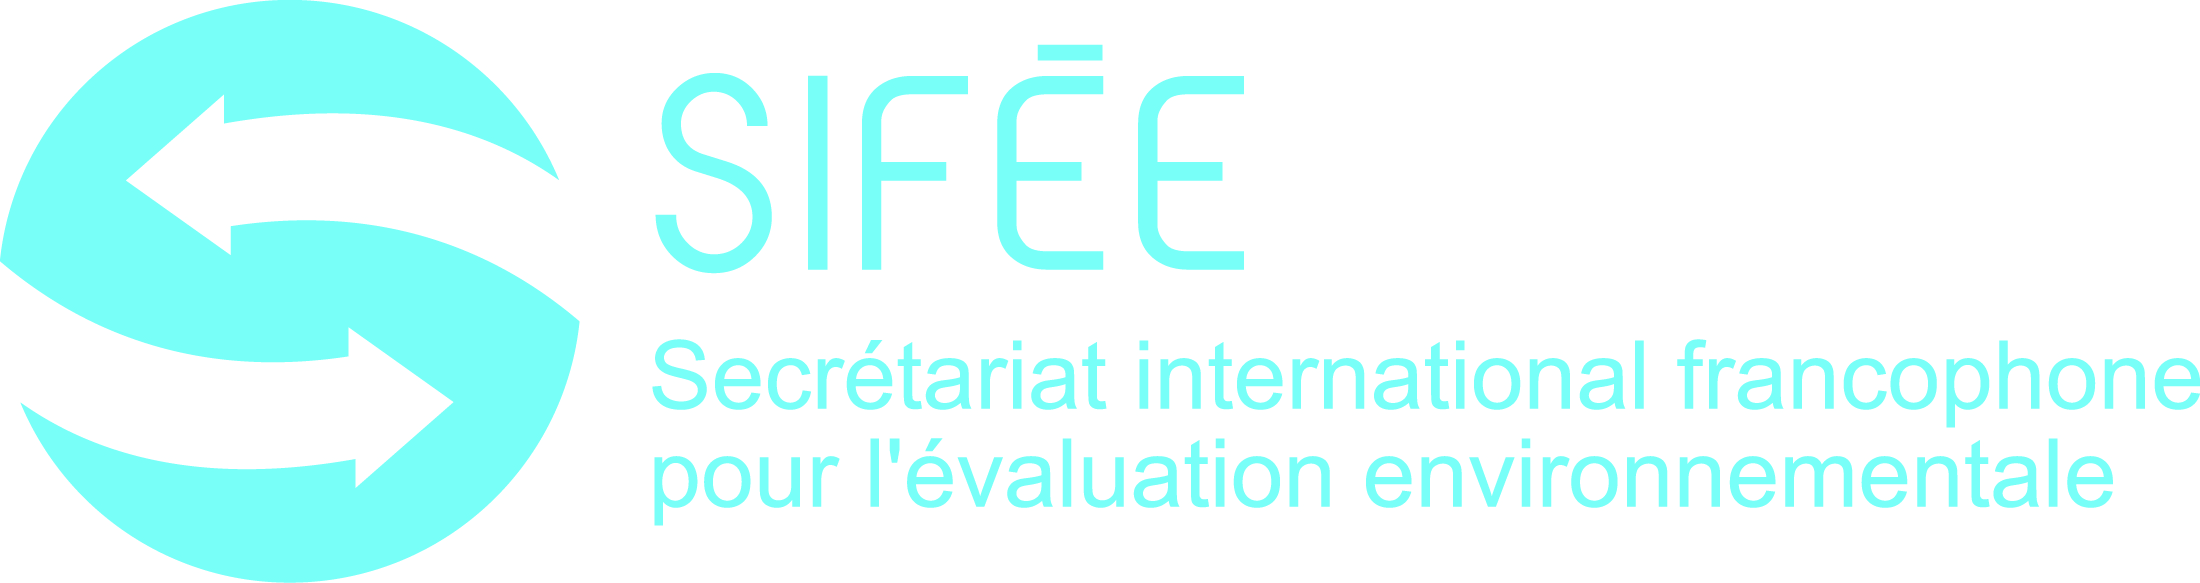 SIFÉE
Secrétariat international francophone
pour l'évaluation environnementale